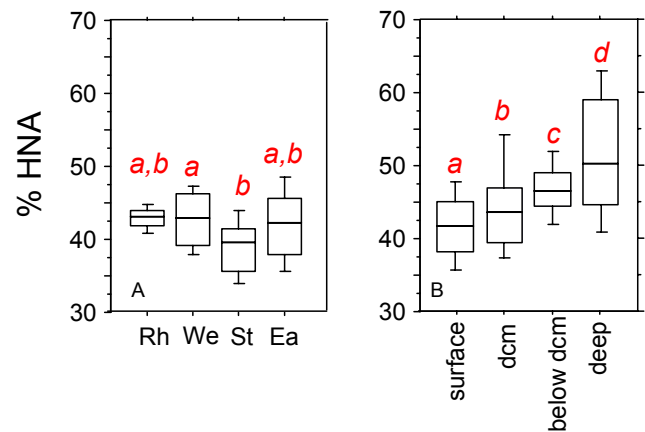 % HNA
70
60
50
40
30
a,b
a
b
a,b
A
Rh We St Ea
70
60
50
40
30
a
b
c
d
B
surface
dcm
below dcm
deep